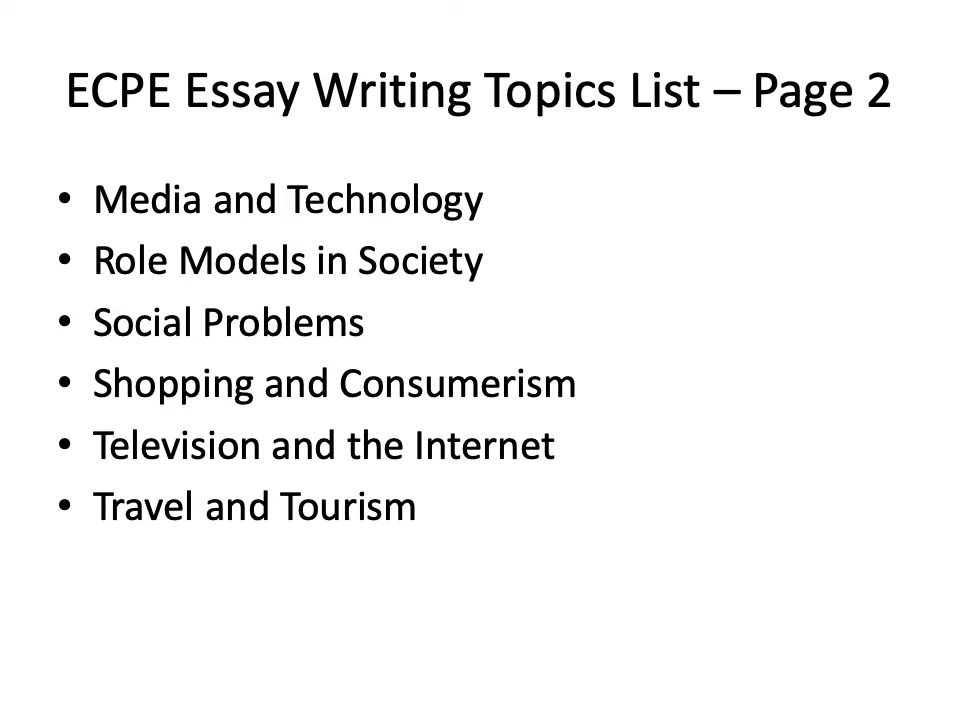 ECPE Essay Writing Topics List – Page 2
• Media and Technology
• Role Models in Society
• Social Problems
• Shopping and Consumerism
• Television and the Internet
• Travel and Tourism